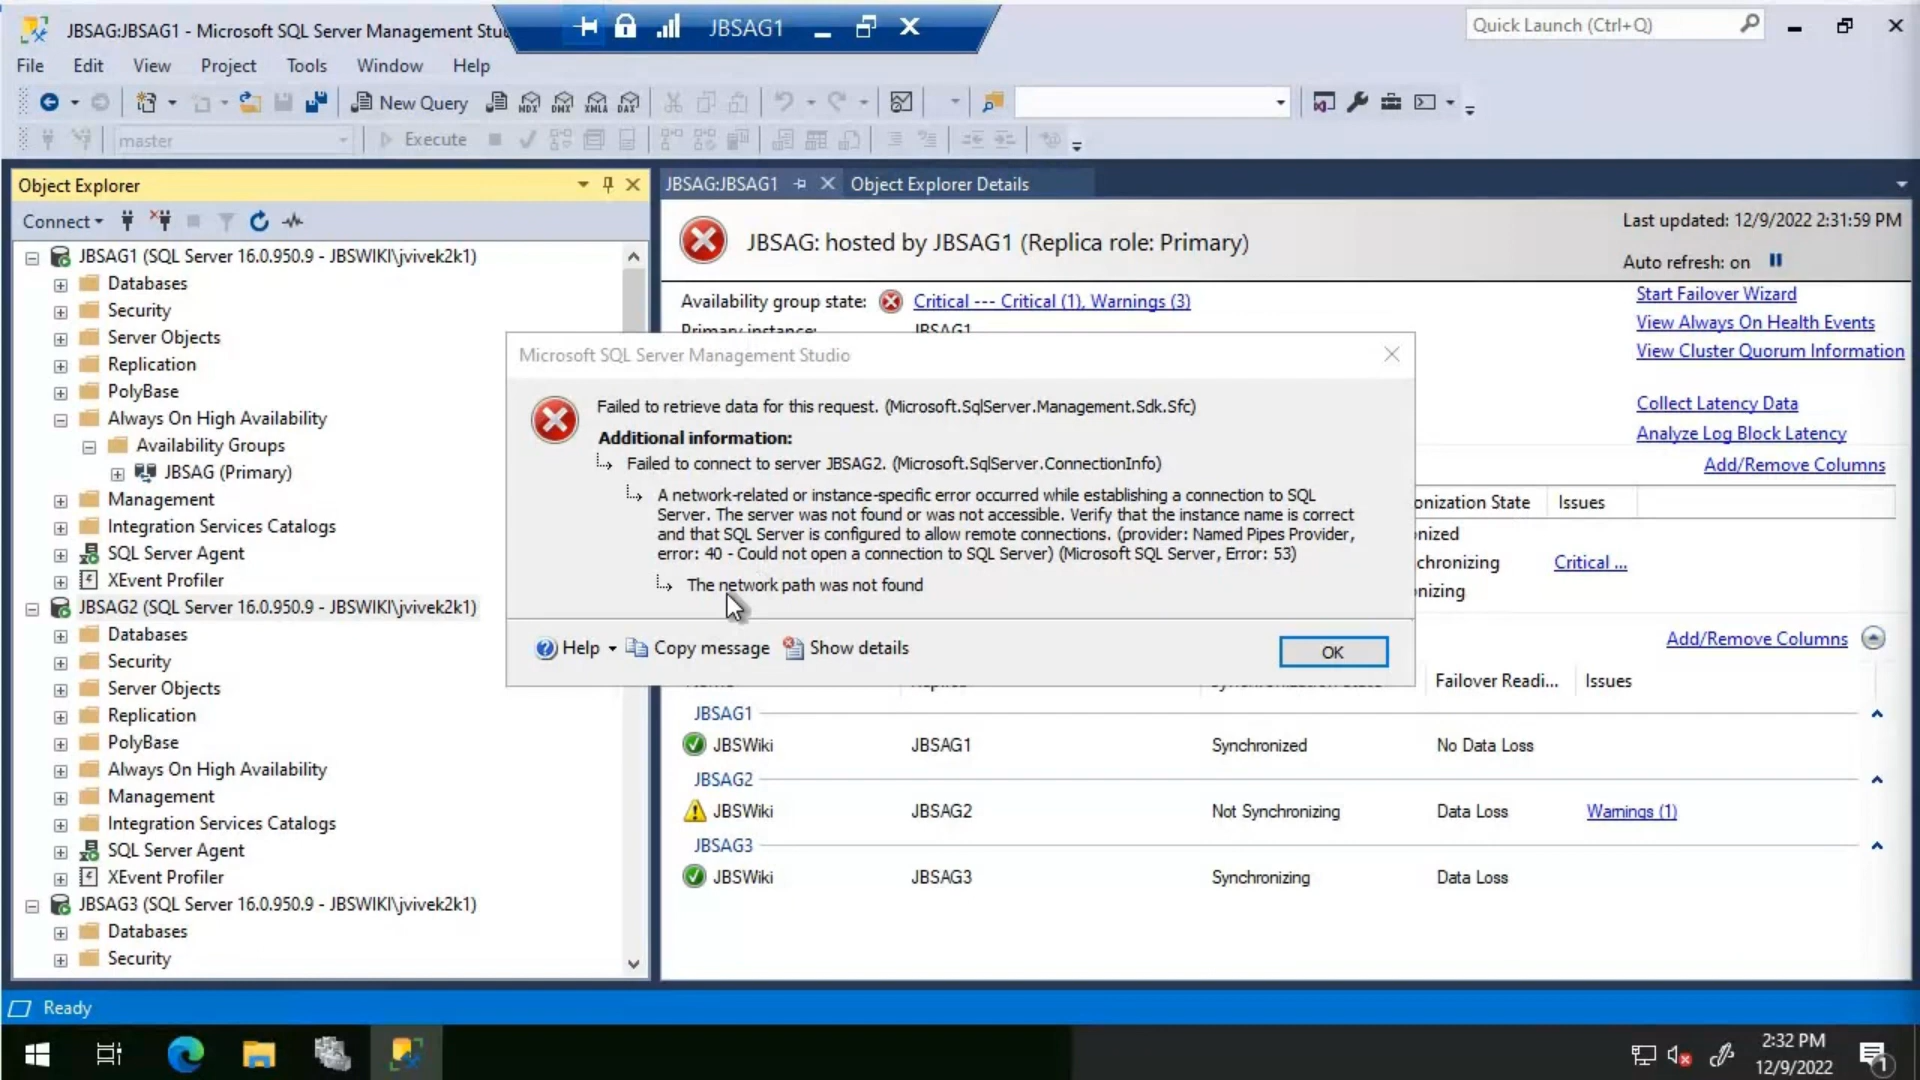 JBSAG:JBSAG1 - Microsoft SQL Server Management
JBSAG1
Quick Launch (Ctrl+Q)
File Edit View Project Tools Window Help
New Query
MDX DMX XMLA DAX
master
Execute
Object Explorer
JBSAG:JBSAG1
Object Explorer Details
Connect
JBSAG1 (SQL Server 16.0.950.9 - JBSWIKI\jvivek2k1)
Databases
Security
Server Objects
Replication
PolyBase
Always On High Availability
Availability Groups
JBSAG (Primary)
Management
Integration Services Catalogs
SQL Server Agent
XEvent Profiler
JBSAG2 (SQL Server 16.0.950.9 - JBSWIKI\jvivek2k1)
Databases
Security
Server Objects
Replication
PolyBase
Always On High Availability
Management
Integration Services Catalogs
SQL Server Agent
XEvent Profiler
JBSAG3 (SQL Server 16.0.950.9 - JBSWIKI\jvivek2k1)
Databases
Security
JBSAG: hosted by JBSAG1 (Replica role: Primary)
Last updated: 12/9/2022 2:31:59 PM
Auto refresh: on
Availability group state: Critical --- Critical (1), Warnings (3)
Primary instance: JBSAG1
Start Failover Wizard
View Always On Health Events
View Cluster Quorum Information
Collect Latency Data
Analyze Log Block Latency
Add/Remove Columns
onization State Issues
nized
chronizing Critical ...
nizing
Microsoft SQL Server Management Studio
Failed to retrieve data for this request. (Microsoft.SqlServer.Management.Sdk.Sfc)
Additional information:
Failed to connect to server JBSAG2. (Microsoft.SqlServer.ConnectionInfo)
A network-related or instance-specific error occurred while establishing a connection to SQL
Server. The server was not found or was not accessible. Verify that the instance name is correct
and that SQL Server is configured to allow remote connections. (provider: Named Pipes Provider,
error: 40 - Could not open a connection to SQL Server) (Microsoft SQL Server, Error: 53)
The network path was not found
Help Copy message Show details OK
Add/Remove Columns
Failover Readi... Issues
JBSAG1
JBSWiki JBSAG1 Synchronized No Data Loss
JBSAG2
JBSWiki JBSAG2 Not Synchronizing Data Loss Warnings (1)
JBSAG3
JBSWiki JBSAG3 Synchronizing Data Loss
Ready
2:32 PM
12/9/2022
1